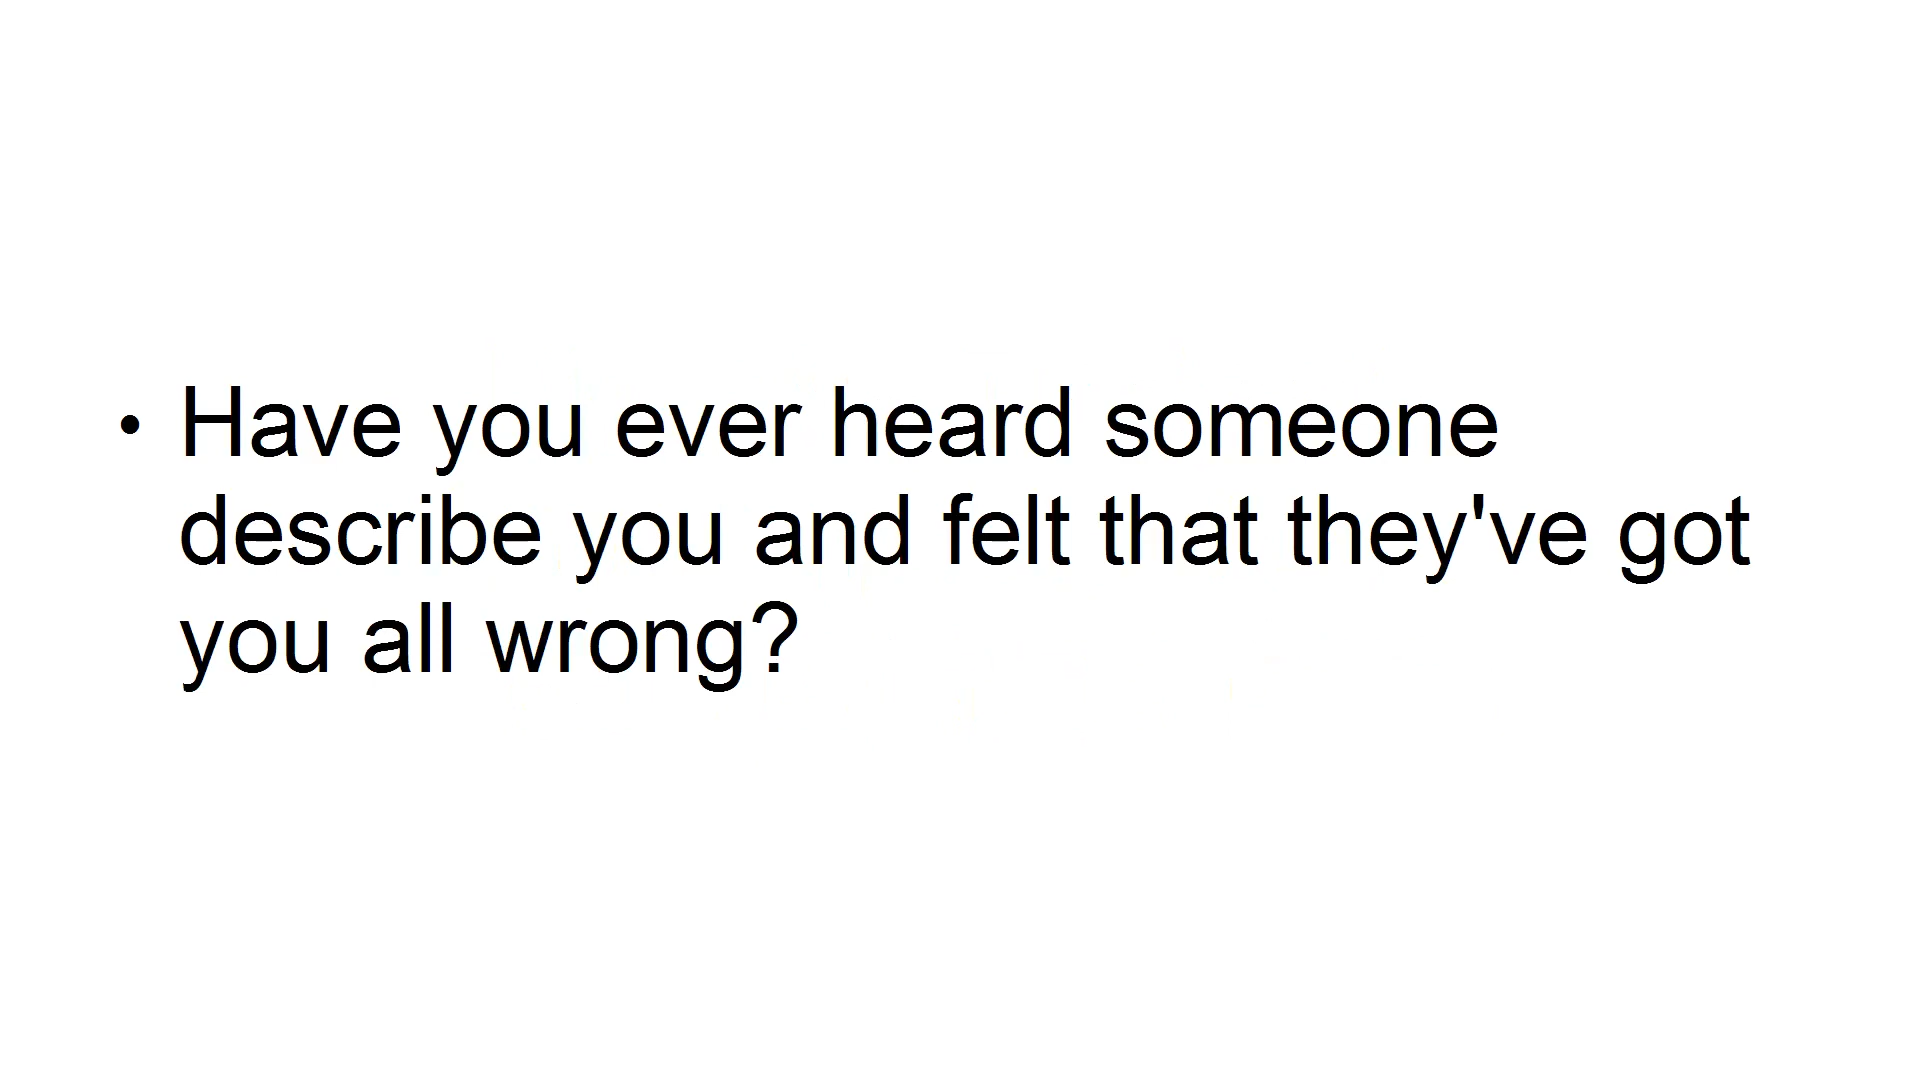 • Have you ever heard someone
describe you and felt that they've got
you all wrong?